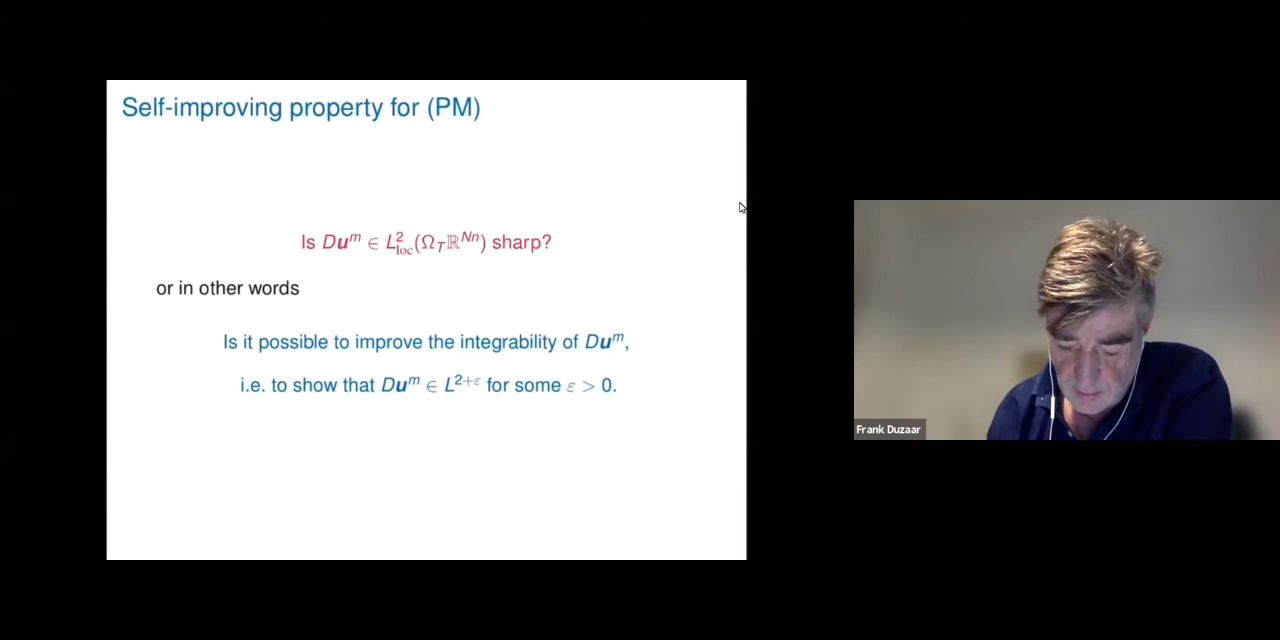 Self-improving property for (PM)
Is Du^m ∈ L^2_loc(Ω_T ℝ^Nn) sharp?
or in other words
Is it possible to improve the integrability of Du^m,
i.e. to show that Du^m ∈ L^{2+ε} for some ε > 0.
Frank Duzaar